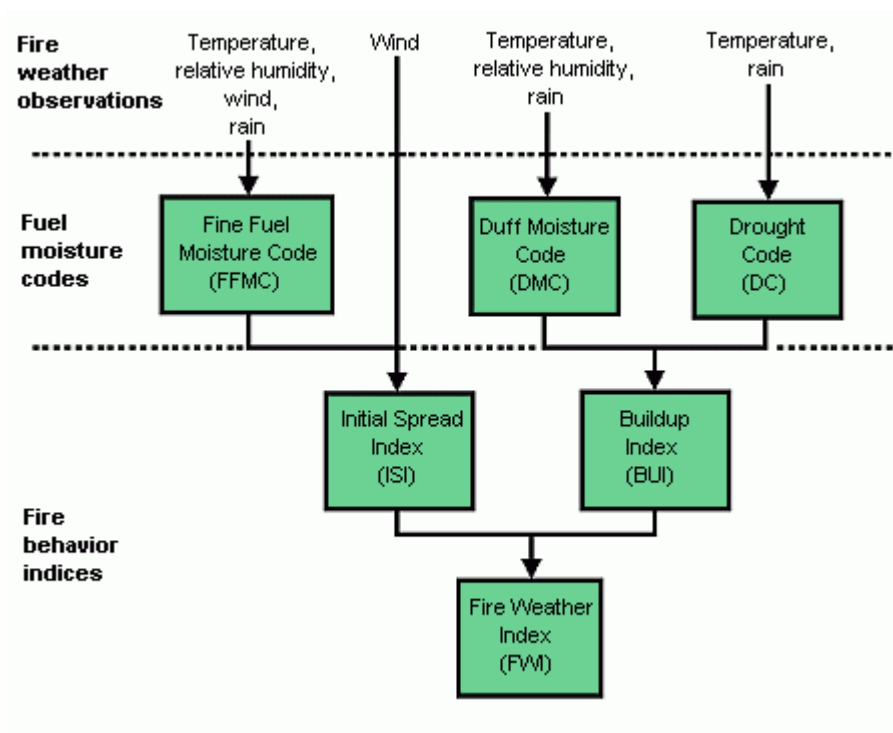 Fire
weather
observations
Temperature,
relative humidity,
wind,
rain
Wind
Temperature,
relative humidity,
rain
Temperature,
rain
Fuel
moisture
codes
Fine Fuel
Moisture Code
(FFMC)
Duff Moisture
Code
(DMC)
Drought
Code
(DC)
Fire
behavior
indices
Initial Spread
Index
(ISI)
Buildup
Index
(BUI)
Fire Weather
Index
(FWI)